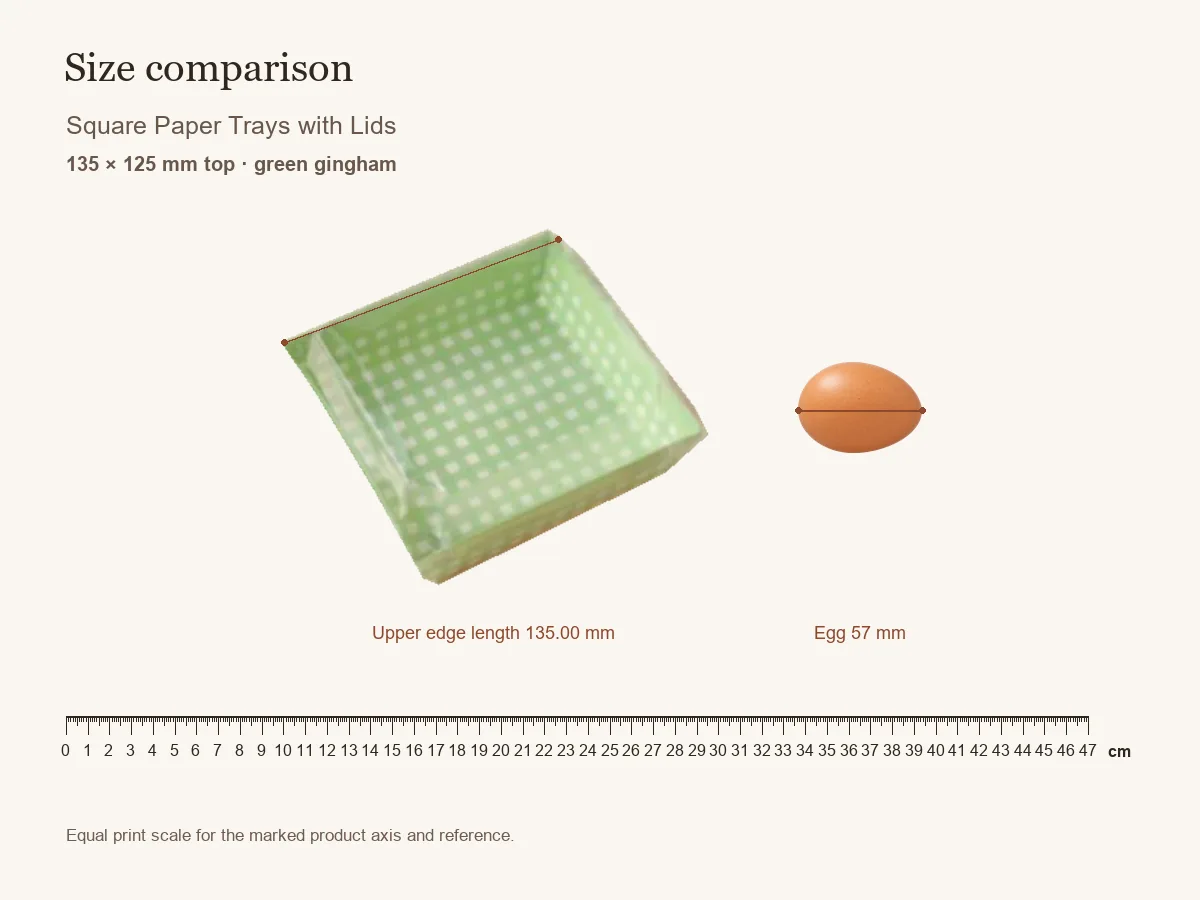 Size comparison
Square Paper Trays with Lids
135 × 125 mm top · green gingham
Upper edge length 135.00 mm
Egg 57 mm
0 1 2 3 4 5 6 7 8 9 10 11 12 13 14 15 16 17 18 19 20 21 22 23 24 25 26 27 28 29 30 31 32 33 34 35 36 37 38 39 40 41 42 43 44 45 46 47 cm
Equal print scale for the marked product axis and reference.